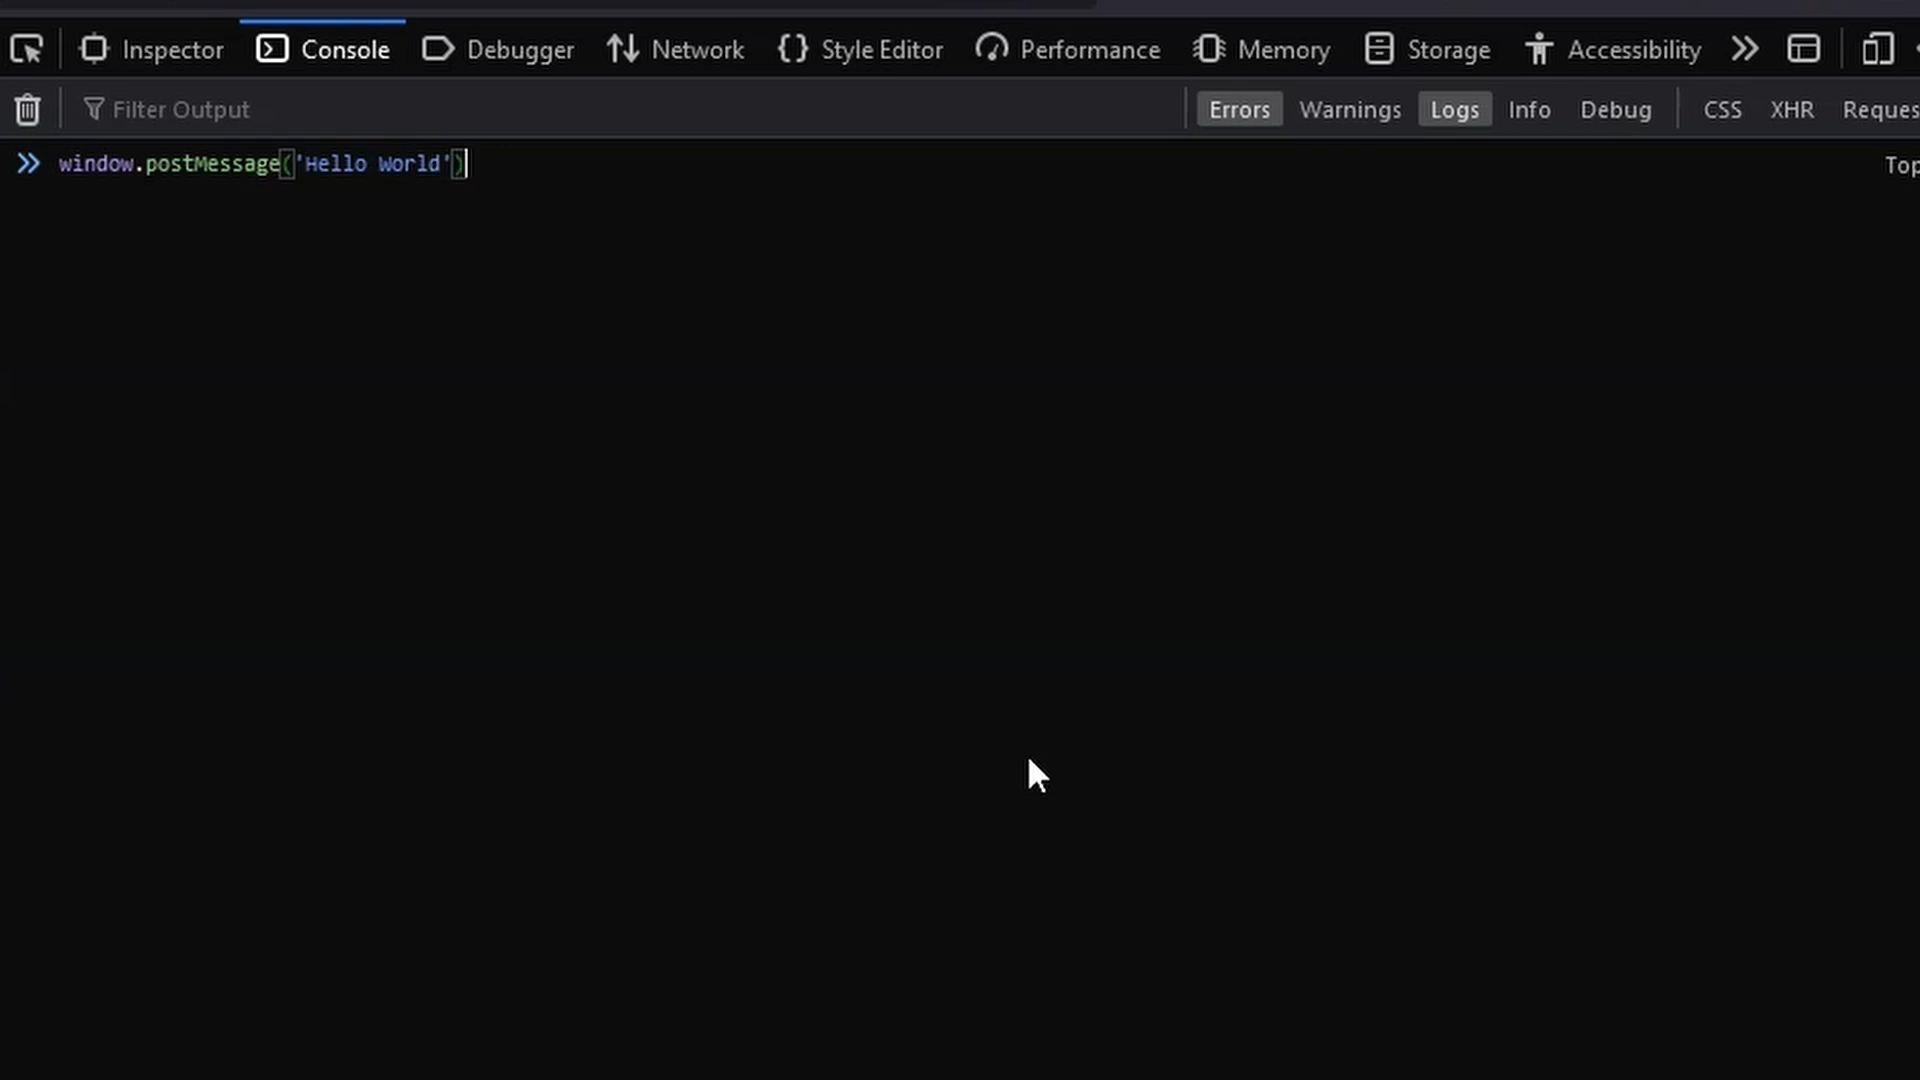 Inspector Console Debugger Network Style Editor Performance Memory Storage Accessibility
Filter Output Errors Warnings Logs Info Debug CSS XHR Reques
window.postMessage('Hello World') Top